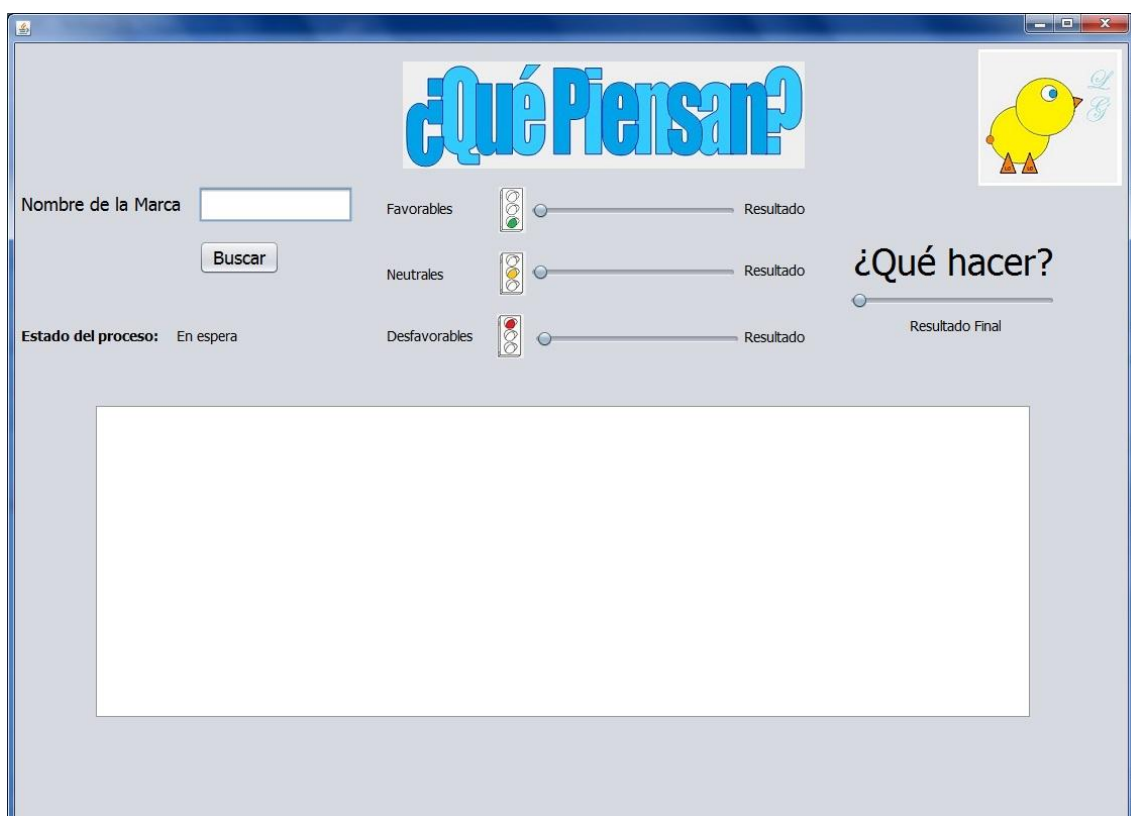 ¿Qué Piensan?
L
G
Nombre de la Marca
Buscar
Estado del proceso: En espera
Favorables
Resultado
Neutrales
Resultado
Desfavorables
Resultado
¿Qué hacer?
Resultado Final